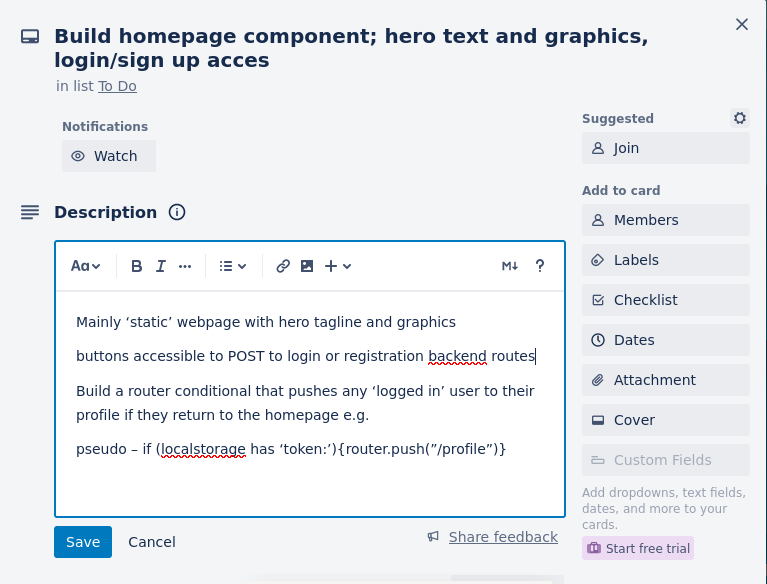 Build homepage component; hero text and graphics,
login/sign up acces
in list To Do
Notifications
Watch
Description
Aa
B I
M
?
Mainly ‘static’ webpage with hero tagline and graphics
buttons accessible to POST to login or registration backend routes
Build a router conditional that pushes any ‘logged in’ user to their
profile if they return to the homepage e.g.
pseudo – if (localstorage has ‘token:’){router.push(”/profile”)}
Save
Cancel
Share feedback
Suggested
Join
Add to card
Members
Labels
Checklist
Dates
Attachment
Cover
Custom Fields
Add dropdowns, text fields,
dates, and more to your
cards.
Start free trial